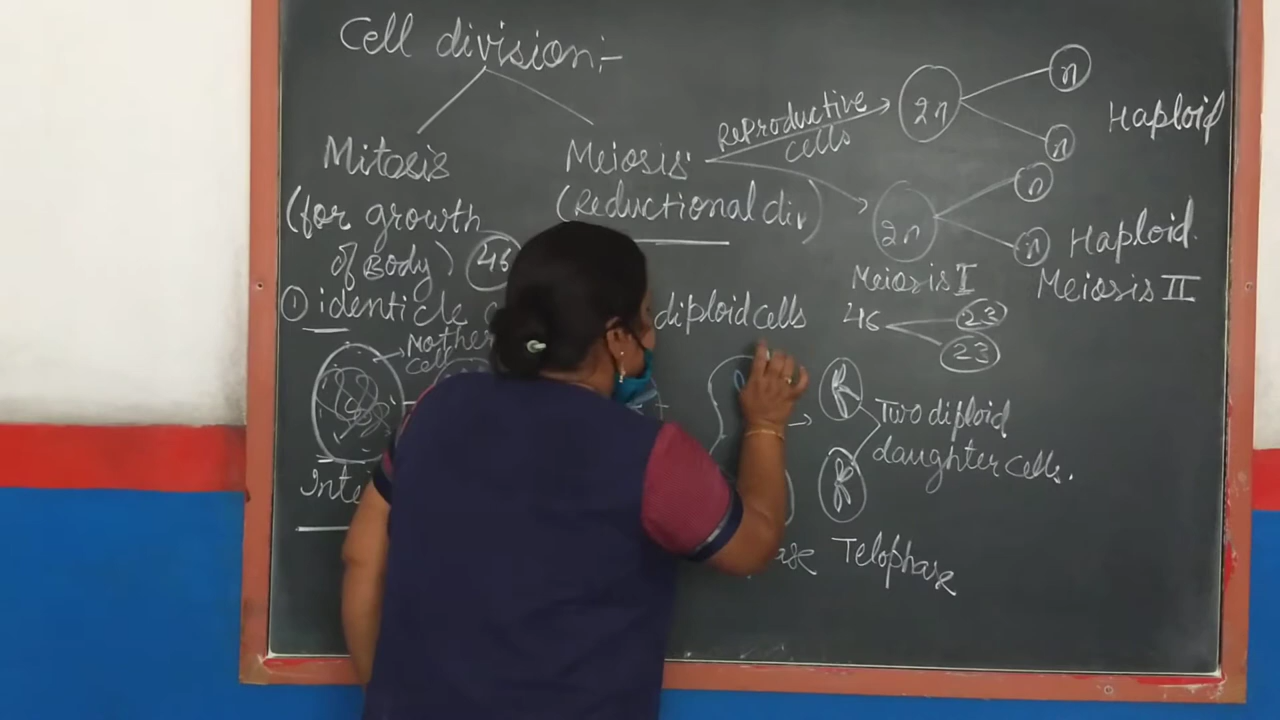 Cell division:-
Mitosis
(for growth
of Body) 46
① identicle
Mother
cell
Meiosis
(Reductional div)
diploid cells
Reproductive
cells
2n
n
n
Haploid
2n
n
n
Haploid.
Meiosis I
Meiosis II
46
23
23
Two diploid
daughter cells.
Telophase